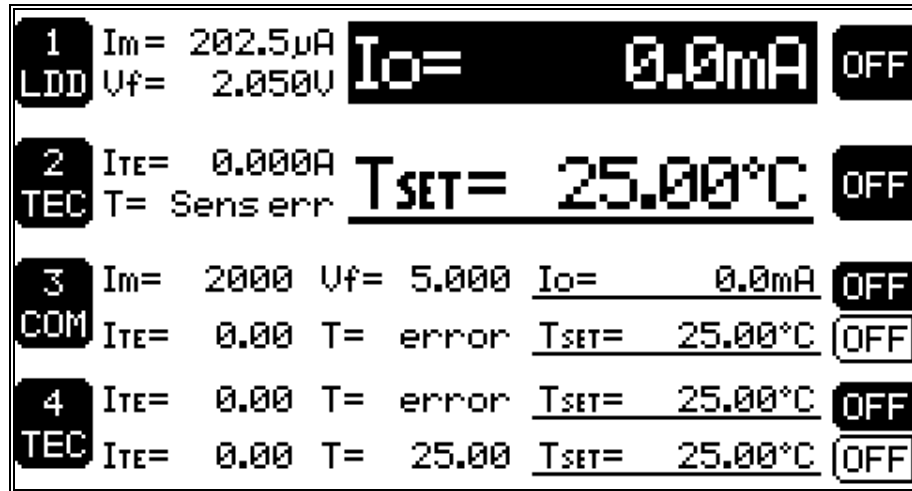 1 Im= 202.5µA Io= 0.0mA OFF
LDD Vf= 2.050V
2 ITE= 0.000A TSET= 25.00°C OFF
TEC T= Sens err
3 Im= 2000 Vf= 5.000 Io= 0.0mA OFF
COM ITE= 0.00 T= error TSET= 25.00°C OFF
4 ITE= 0.00 T= error TSET= 25.00°C OFF
TEC ITE= 0.00 T= 25.00 TSET= 25.00°C OFF